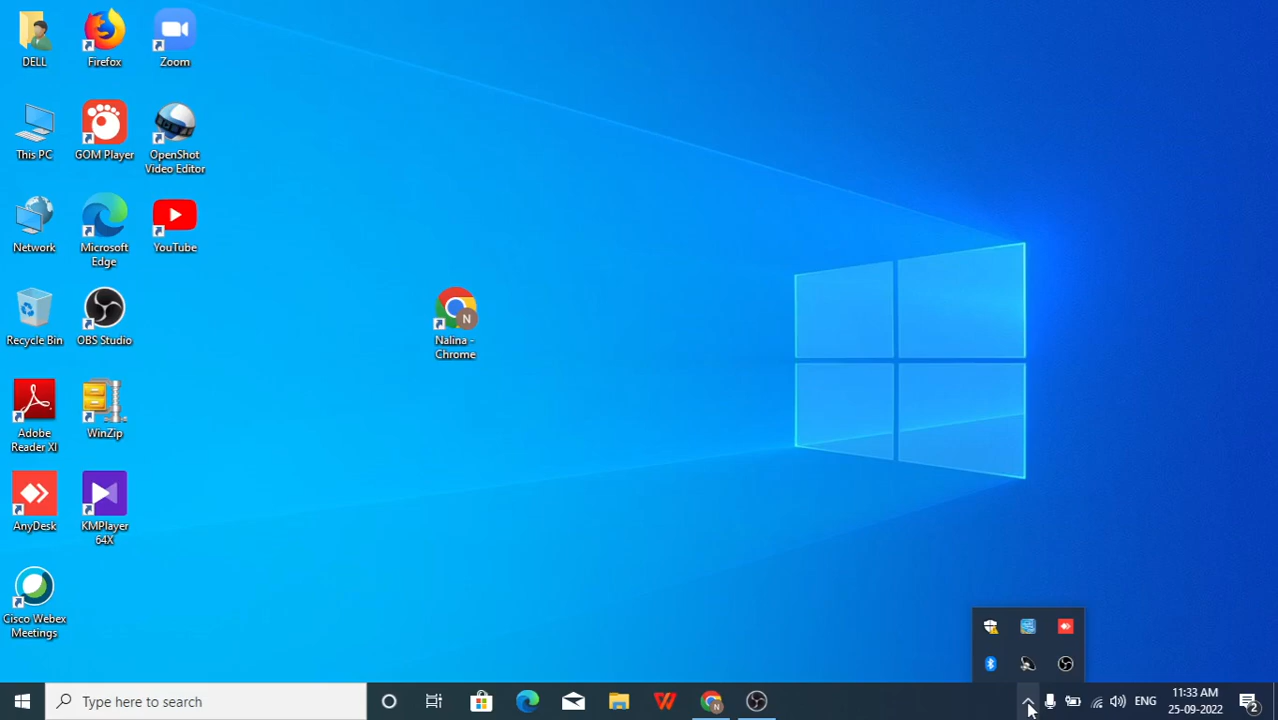 DELL
Firefox
Zoom
This PC
GOM Player
OpenShot
Video Editor
Network
Microsoft
Edge
YouTube
Recycle Bin
OBS Studio
N
Nalina -
Chrome
Adobe
Reader XI
WinZip
AnyDesk
KMPlayer
64X
Cisco Webex
Meetings
Type here to search
N
ENG
11:33 AM
25-09-2022
2